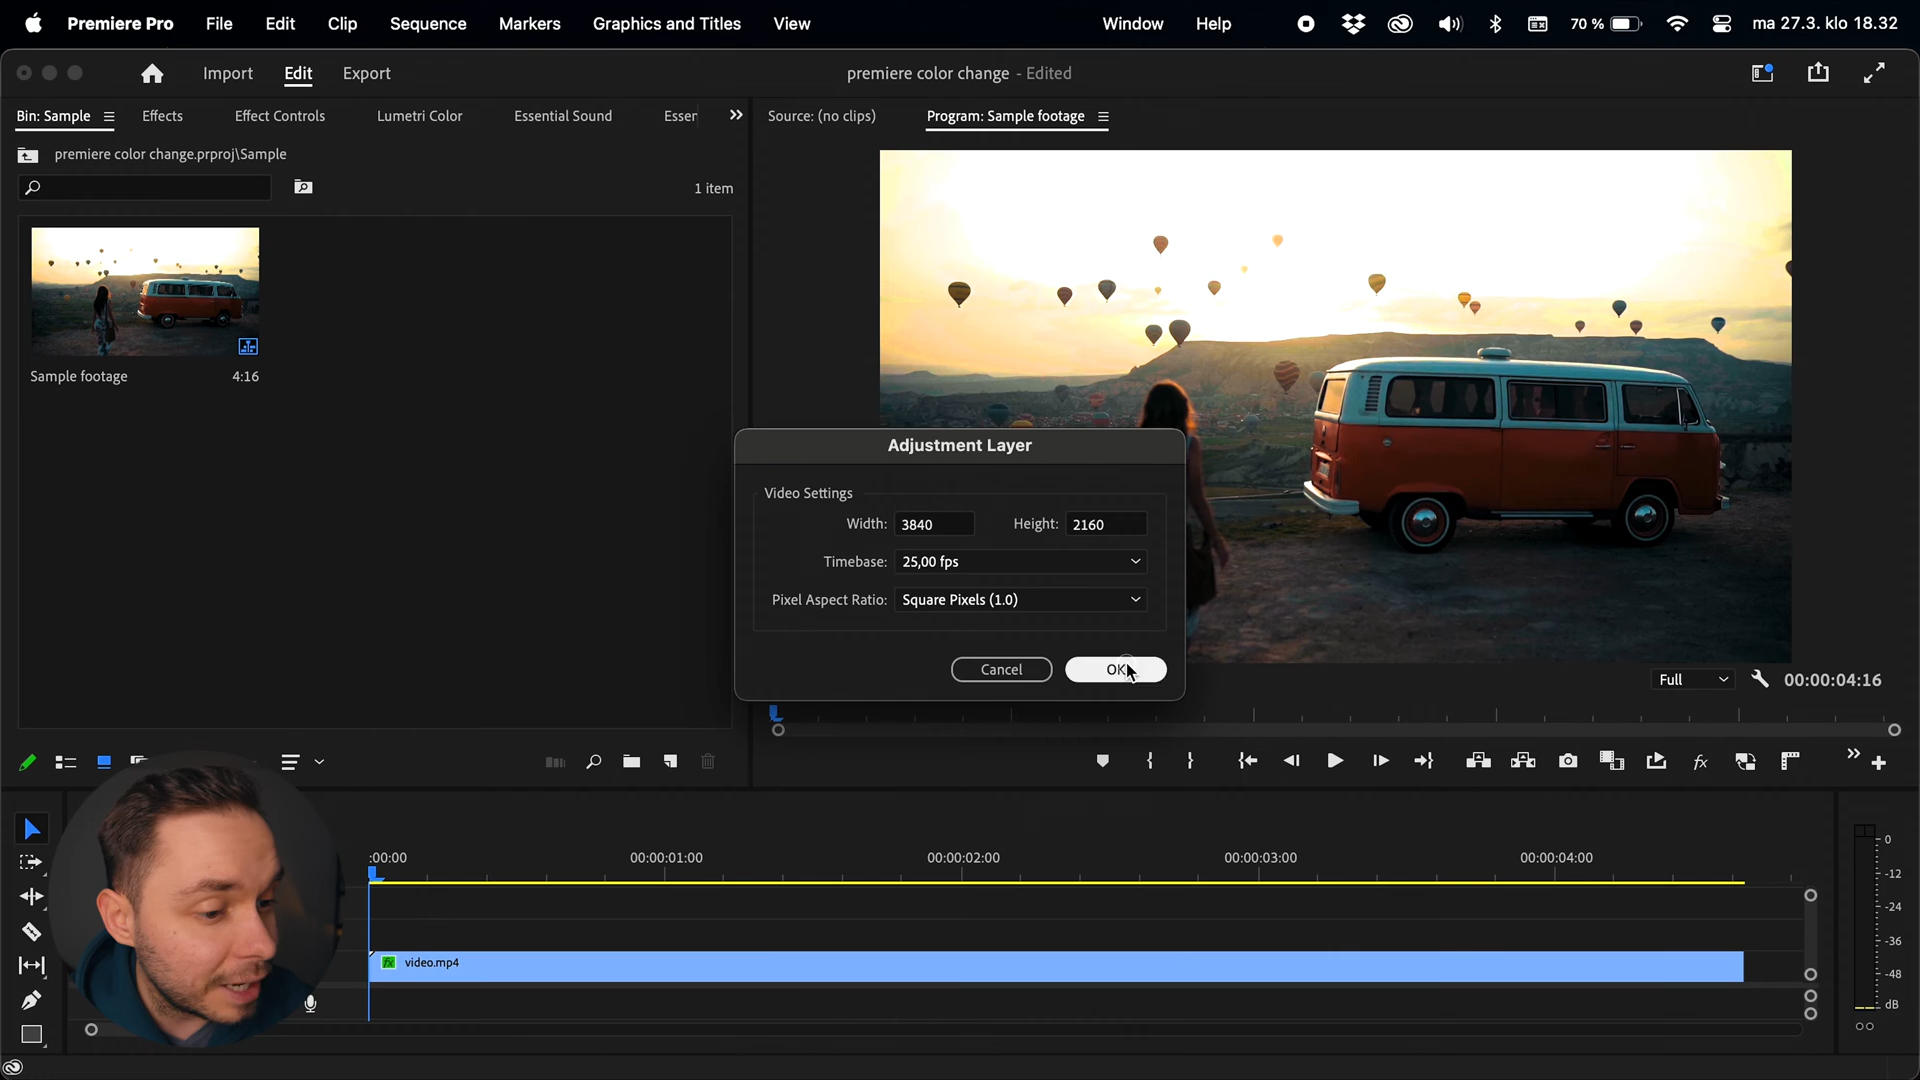 Premiere Pro File Edit Clip Sequence Markers Graphics and Titles View Window Help 70 % ma 27.3. klo 18.32
Import Edit Export premiere color change - Edited
Bin: Sample Effects Effect Controls Lumetri Color Essential Sound Esser Source: (no clips) Program: Sample footage
premiere color change.prproj\Sample
1 item
Sample footage 4:16
Adjustment Layer
Video Settings
Width: 3840 Height: 2160
Timebase: 25,00 fps
Pixel Aspect Ratio: Square Pixels (1.0)
Cancel OK
Full 00:00:04:16
fx
:00:00 00:00:01:00 00:00:02:00 00:00:03:00 00:00:04:00
fx video.mp4
0
-12
-24
-36
-48
dB